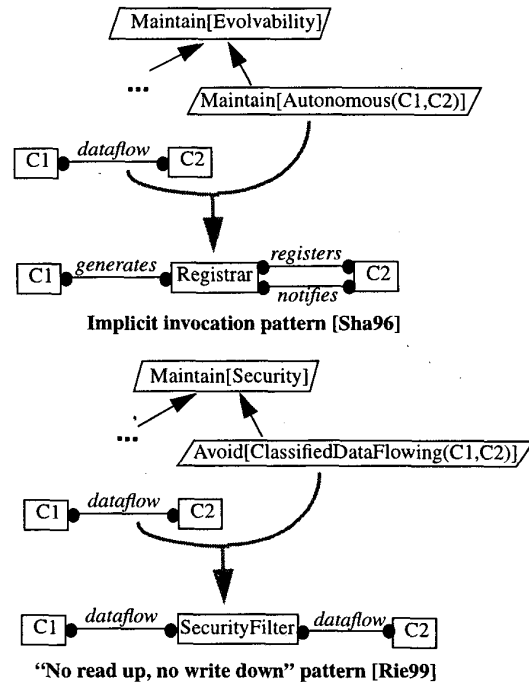 Maintain[Evolvability]
...
Maintain[Autonomous(C1,C2)]
dataflow
C1 C2
generates Registrar registers
C1 C2
notifies
Implicit invocation pattern [Sha96]
Maintain[Security]
...
Avoid[ClassifiedDataFlowing(C1,C2)]
dataflow
C1 C2
dataflow dataflow
C1 SecurityFilter C2
“No read up, no write down” pattern [Rie99]